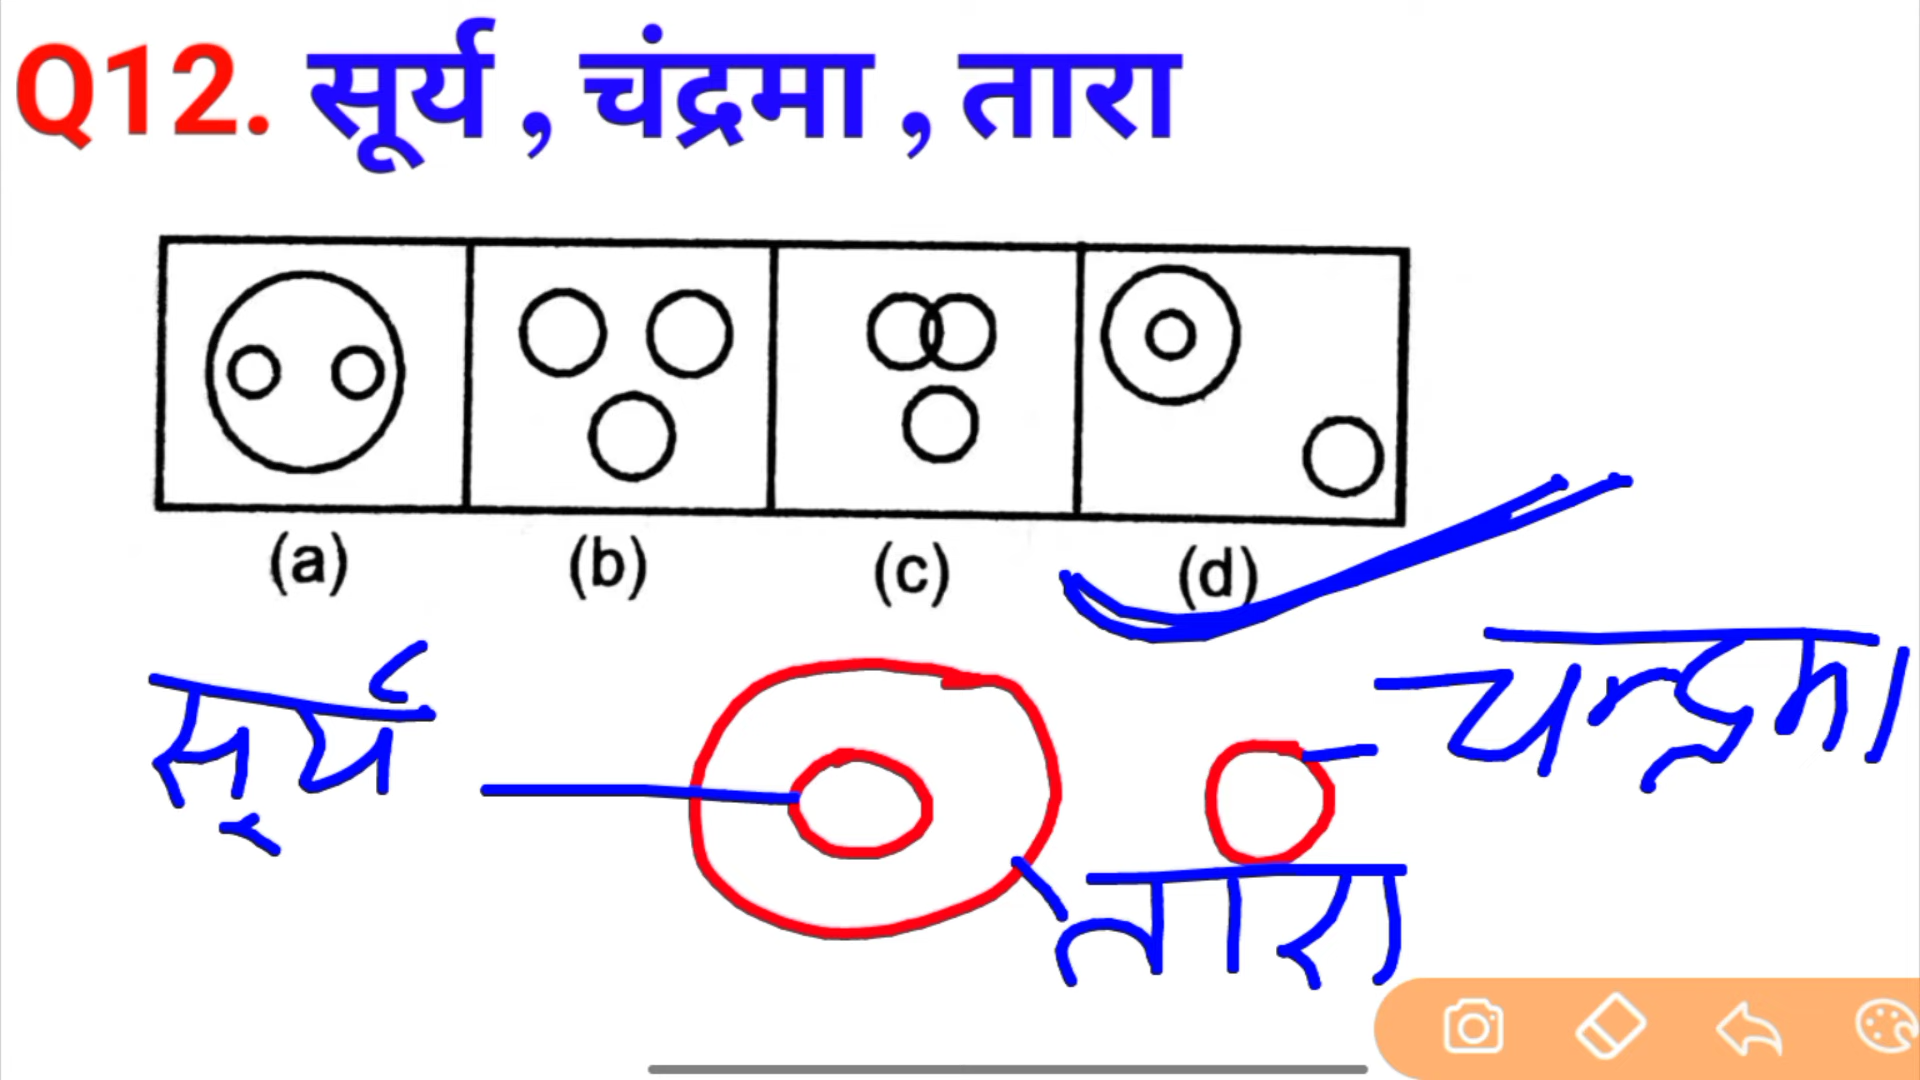 Q12. सूर्य , चंद्रमा , तारा
(a) (b) (c) (d)
सूर्य
चन्द्रमा
तारा